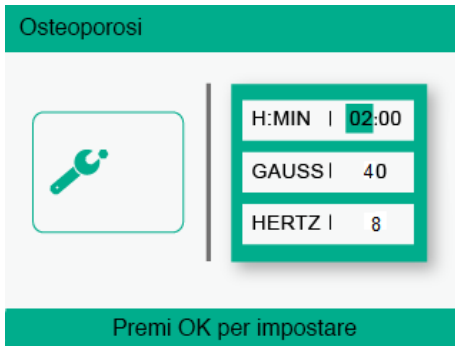 Osteoporosi
H:MIN | 02:00
GAUSS | 40
HERTZ | 8
Premi OK per impostare